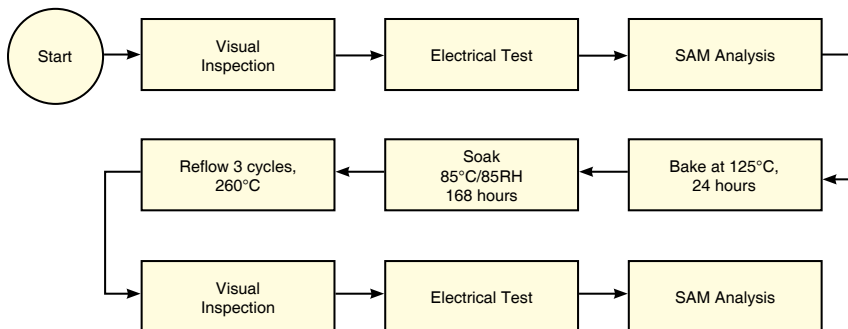 Start
Visual
Inspection
Electrical Test
SAM Analysis
Reflow 3 cycles,
260°C
Soak
85°C/85RH
168 hours
Bake at 125°C,
24 hours
Visual
Inspection
Electrical Test
SAM Analysis